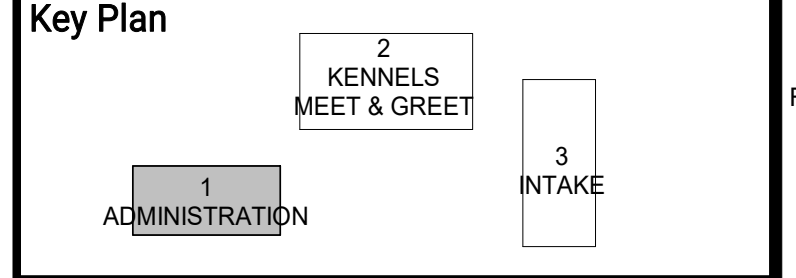 Key Plan
2
KENNELS
MEET & GREET
3
INTAKE
1
ADMINISTRATION